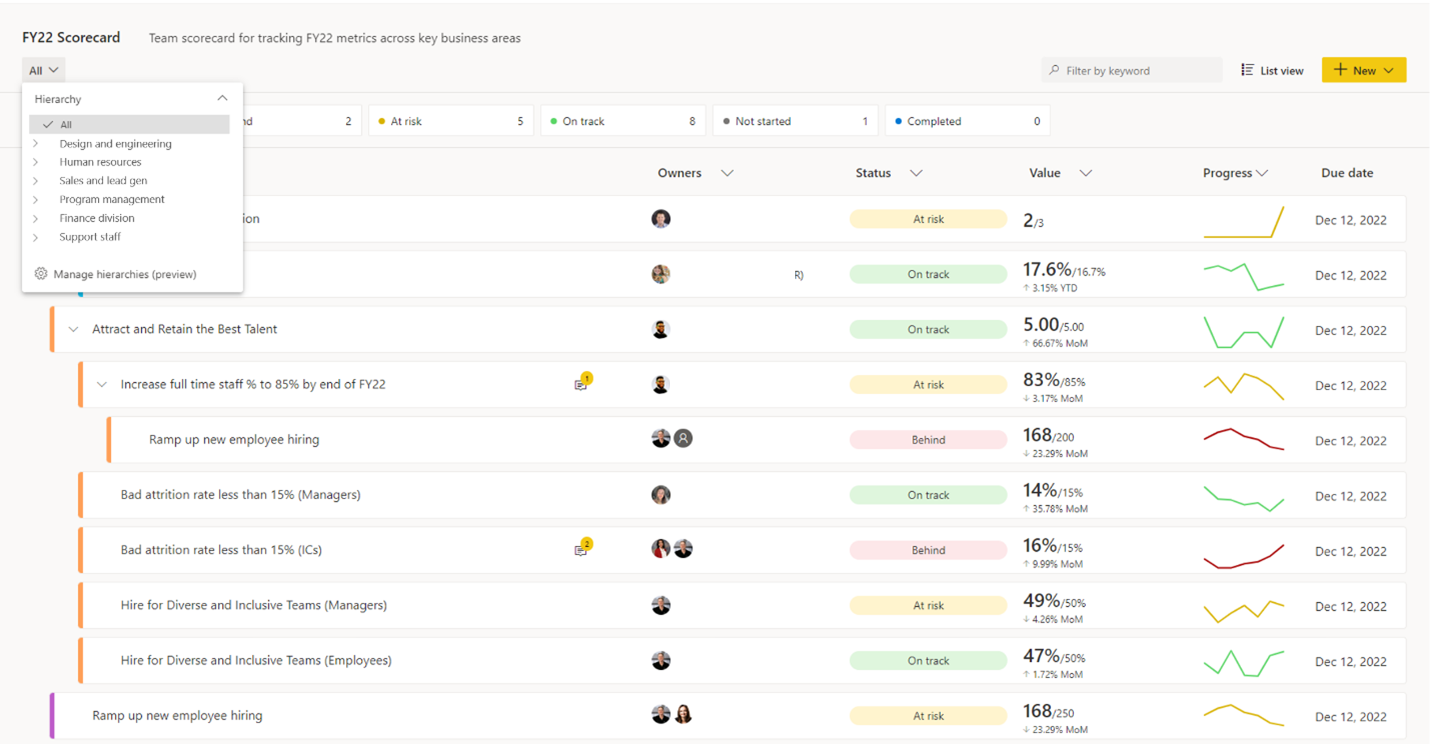 FY22 Scorecard Team scorecard for tracking FY22 metrics across key business areas
All Filter by keyword List view New
Hierarchy
All
Design and engineering
Human resources
Sales and lead gen
Program management
Finance division
Support staff
Manage hierarchies (preview)
nd 2 At risk 5 On track 8 Not started 1 Completed 0
Owners Status Value Progress Due date
ion At risk 2/3 Dec 12, 2022
R) On track 17.6%/16.7% Dec 12, 2022
↑ 3.15% YTD
Attract and Retain the Best Talent On track 5.00/5.00 Dec 12, 2022
↑ 66.67% MoM
Increase full time staff % to 85% by end of FY22 1 At risk 83%/85% Dec 12, 2022
↓ 3.17% MoM
Ramp up new employee hiring Behind 168/200 Dec 12, 2022
↓ 23.29% MoM
Bad attrition rate less than 15% (Managers) On track 14%/15% Dec 12, 2022
↑ 35.78% MoM
Bad attrition rate less than 15% (ICs) 2 Behind 16%/15% Dec 12, 2022
↑ 9.99% MoM
Hire for Diverse and Inclusive Teams (Managers) At risk 49%/50% Dec 12, 2022
↓ 4.26% MoM
Hire for Diverse and Inclusive Teams (Employees) On track 47%/50% Dec 12, 2022
↑ 1.72% MoM
Ramp up new employee hiring At risk 168/250 Dec 12, 2022
↓ 23.29% MoM